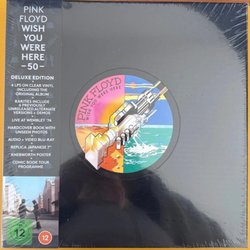 PINK
FLOYD
WISH
YOU
WERE
HERE
– 50 –
DELUXE EDITION
• 4 LPS ON CLEAR VINYL
INCLUDING THE
ORIGINAL ALBUM
• RARITIES INCLUDE
6 PREVIOUSLY
UNRELEASED ALTERNATE
VERSIONS + DEMOS
• LIVE AT WEMBLEY '74
• HARDCOVER BOOK WITH
UNSEEN PHOTOS
• AUDIO + VIDEO BLU-RAY
• REPLICA JAPANESE 7"
• KNEBWORTH POSTER
• COMIC BOOK TOUR
PROGRAMME
PINK FLOYD
WISH YOU WERE HERE
12